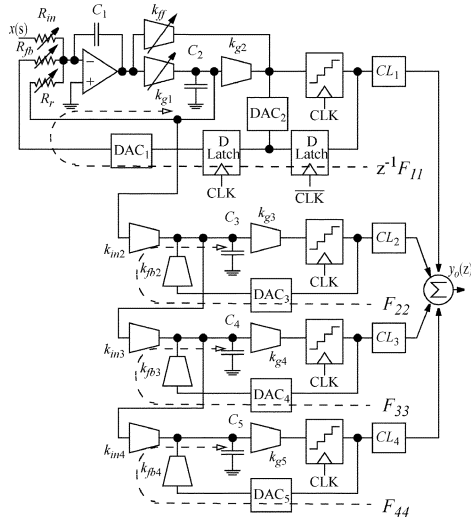 x(s) R_in C_1 k_ff
R_fb C_2 k_g2
− + CL_1
R_r k_g1 CLK
DAC_2
DAC_1 D Latch D Latch z^-1F_11
CLK \overline{CLK}
C_3 k_g3
k_in2 CL_2
k_fb2 CLK y_o(z)
DAC_3 Σ
F_22
C_4
k_in3 CL_3
k_fb3 k_g4 CLK
DAC_4
F_33
C_5
k_in4 CL_4
k_fb4 k_g5 CLK
DAC_5
F_44